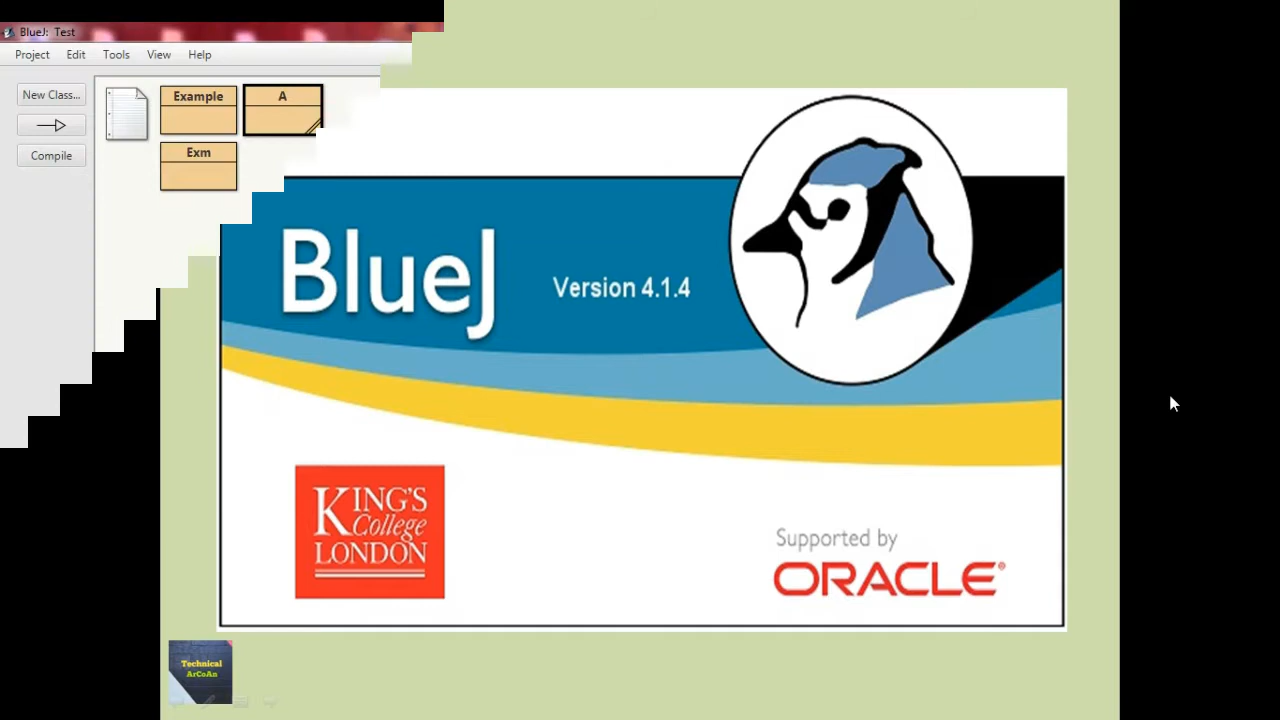 BlueJ: Test
Project Edit Tools View Help
New Class...
Compile
Example
A
Exm
BlueJ
Version 4.1.4
KING'S
College
LONDON
Supported by
ORACLE®
Technical
ArCoAn